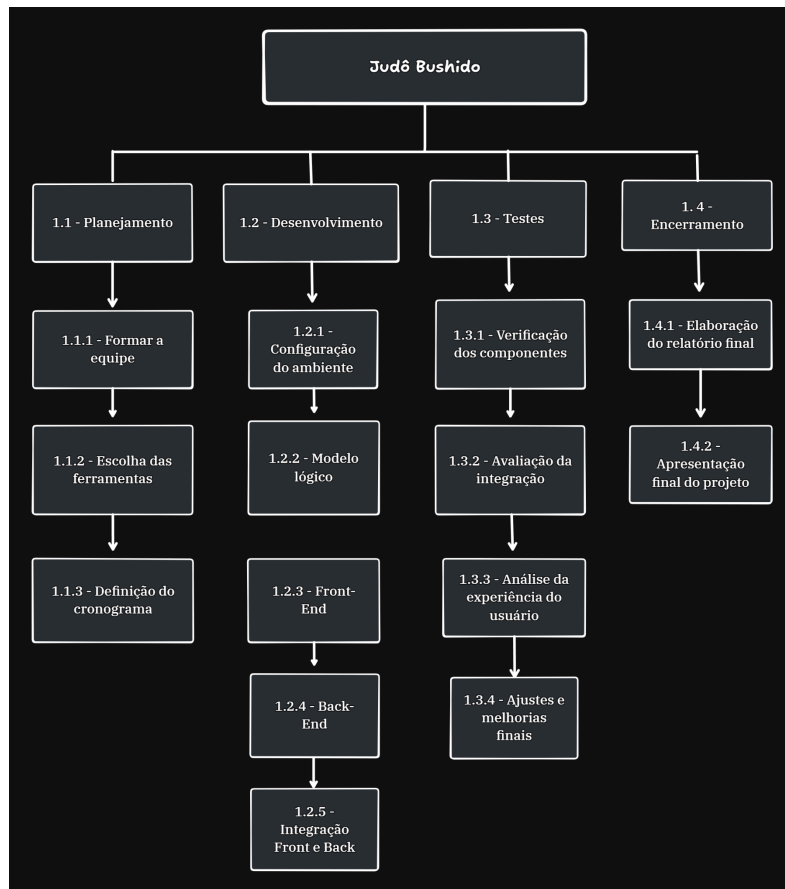 Judô Bushido
1.1 - Planejamento
1.2 - Desenvolvimento
1.3 - Testes
1. 4 -
Encerramento
1.1.1 - Formar a
equipe
1.2.1 -
Configuração
do ambiente
1.3.1 - Verificação
dos componentes
1.4.1 - Elaboração
do relatório final
1.1.2 - Escolha das
ferramentas
1.2.2 - Modelo
lógico
1.3.2 - Avaliação da
integração
1.4.2 -
Apresentação
final do projeto
1.1.3 - Definição do
cronograma
1.2.3 - Front-
End
1.3.3 - Análise da
experiência do
usuário
1.2.4 - Back-
End
1.3.4 - Ajustes e
melhorias
finais
1.2.5 -
Integração
Front e Back